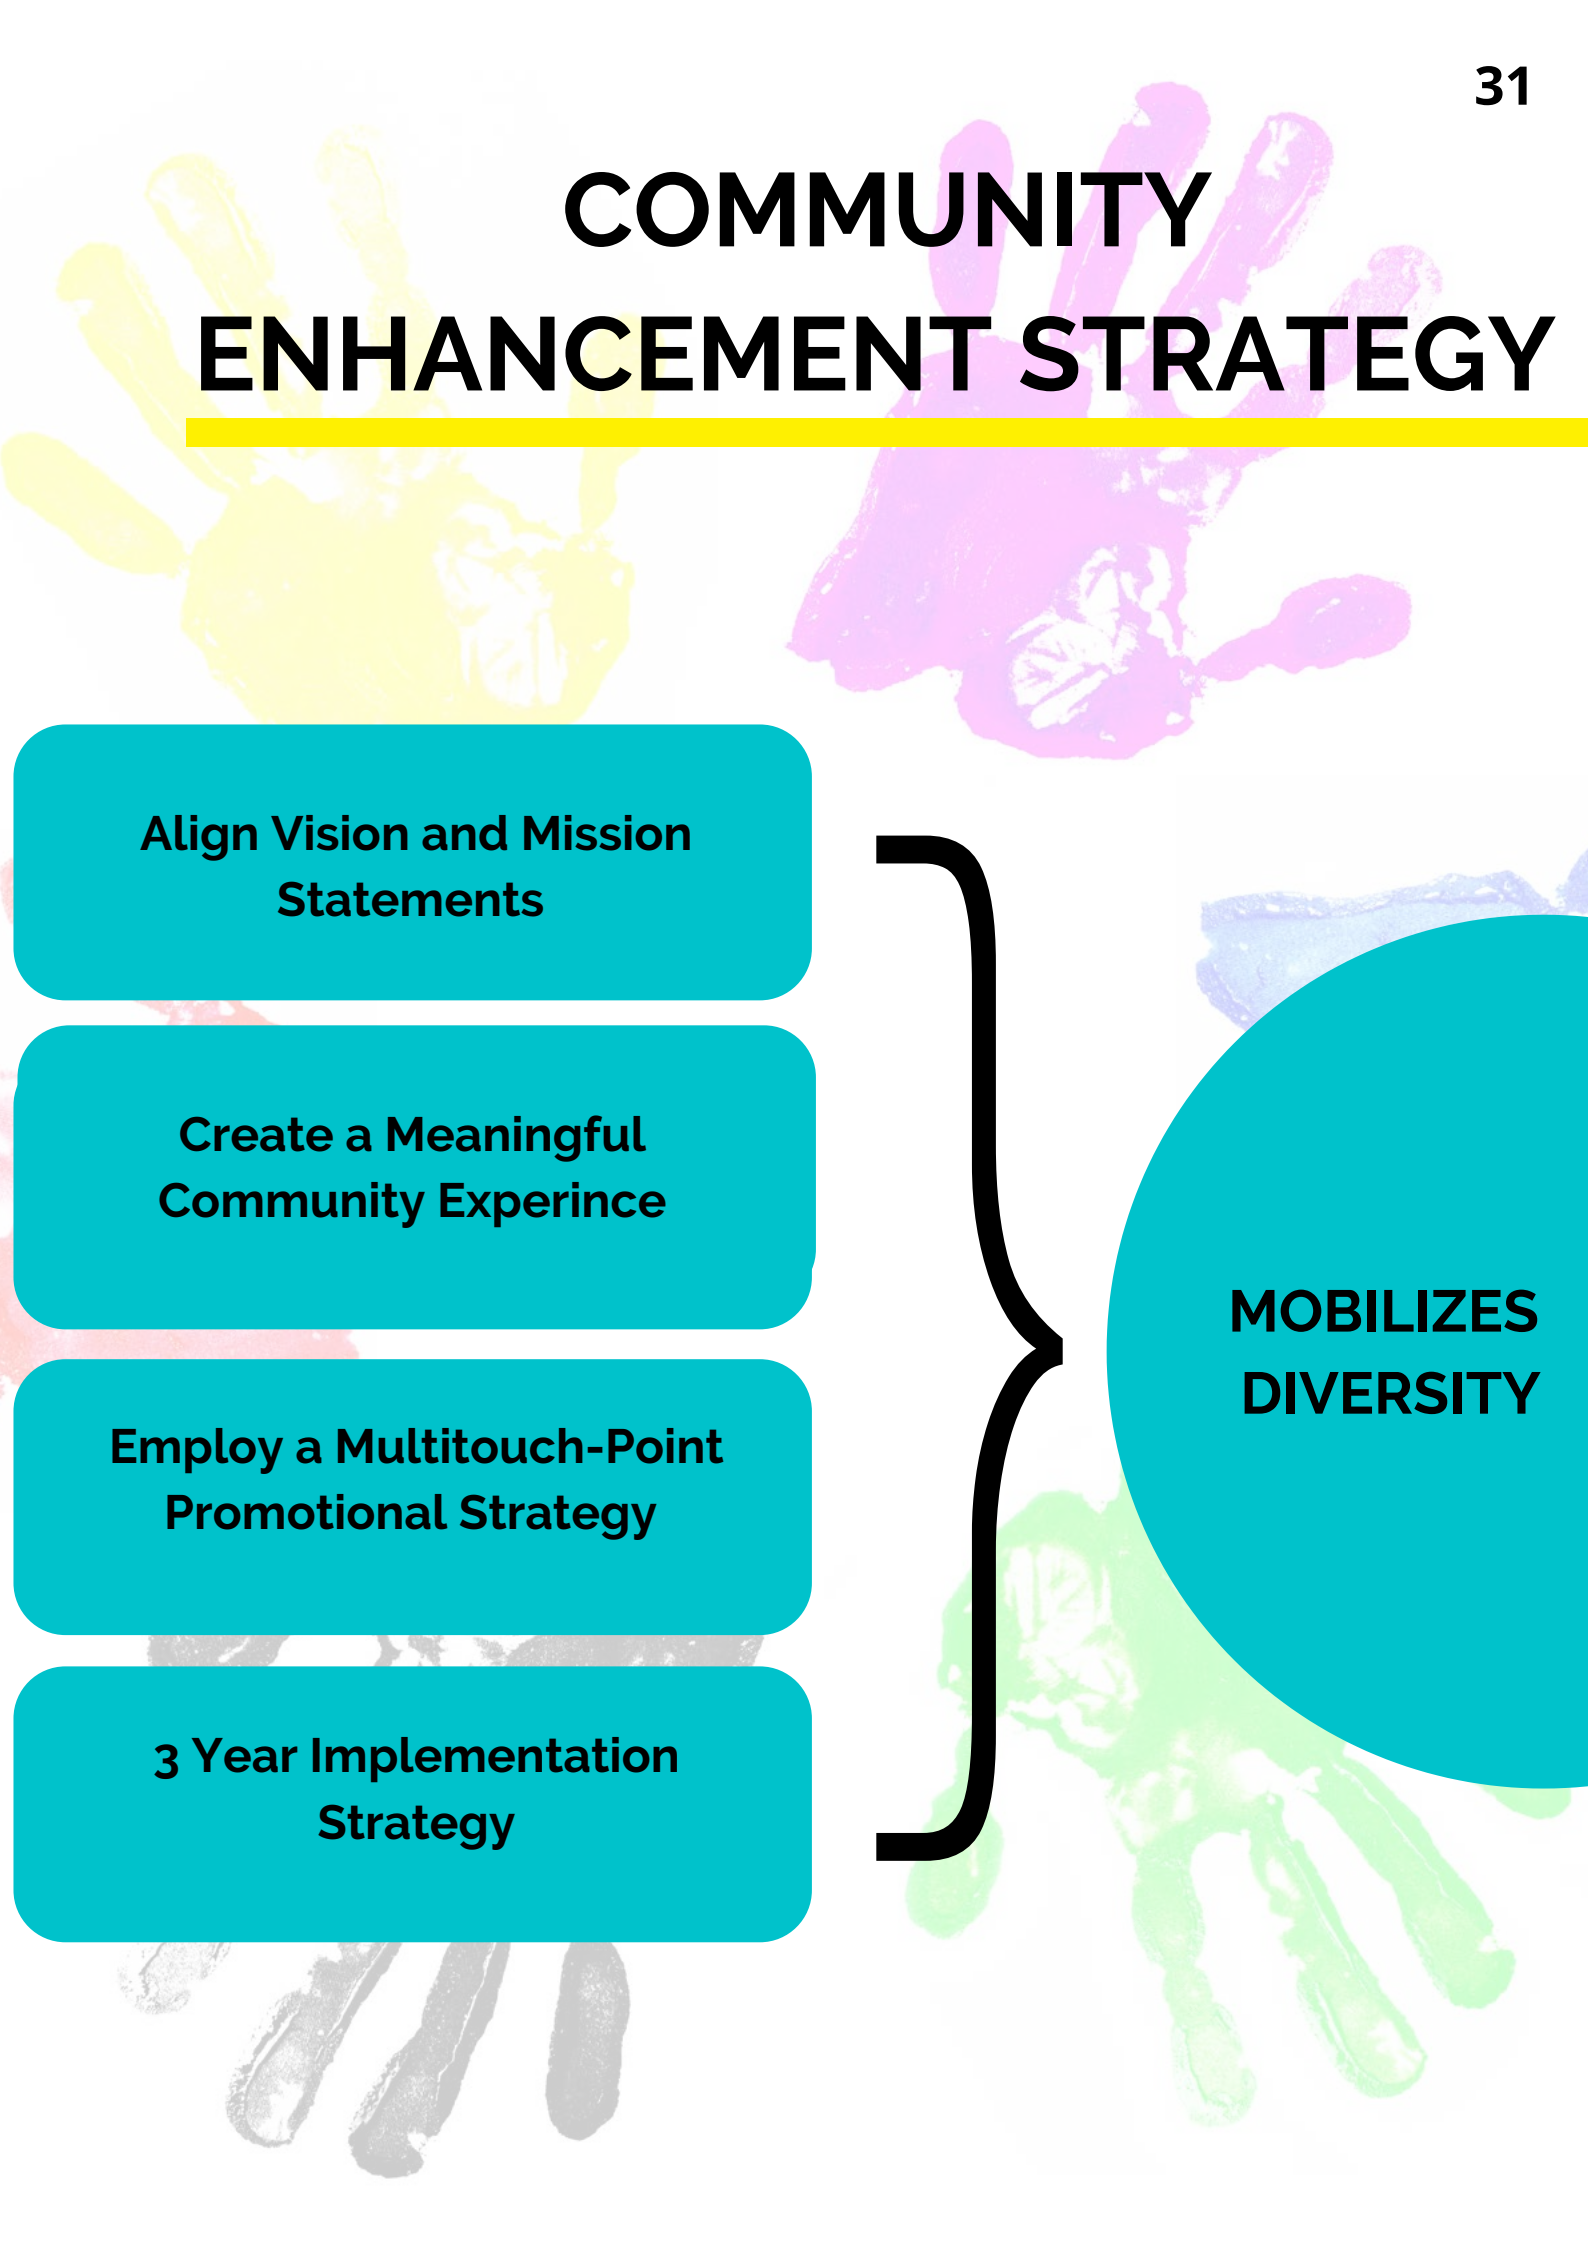 31
COMMUNITY
ENHANCEMENT STRATEGY
Align Vision and Mission
Statements
Create a Meaningful
Community Experince
Employ a Multitouch-Point
Promotional Strategy
3 Year Implementation
Strategy
MOBILIZES
DIVERSITY